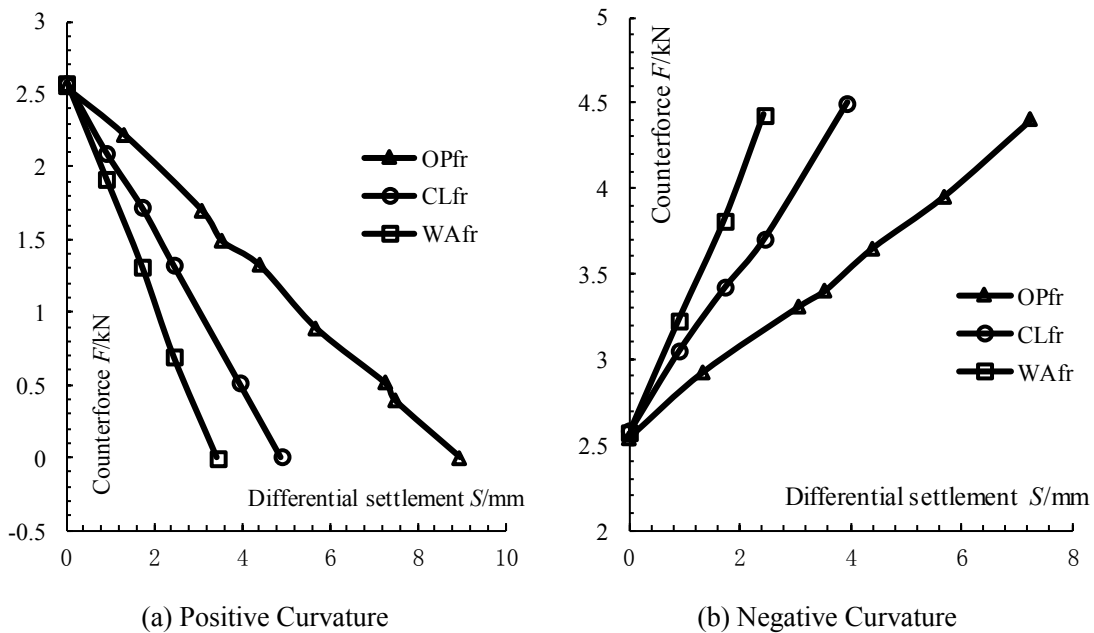 3
2.5
2
1.5
1
0.5
0
-0.5
0 2 4 6 8 10
Counterforce F/kN
Differential settlement S/mm
OPfr
CLfr
WAfr
(a) Positive Curvature
5
4.5
4
3.5
3
2.5
2
0 2 4 6 8
Counterforce F/kN
Differential settlement S/mm
OPfr
CLfr
WAfr
(b) Negative Curvature